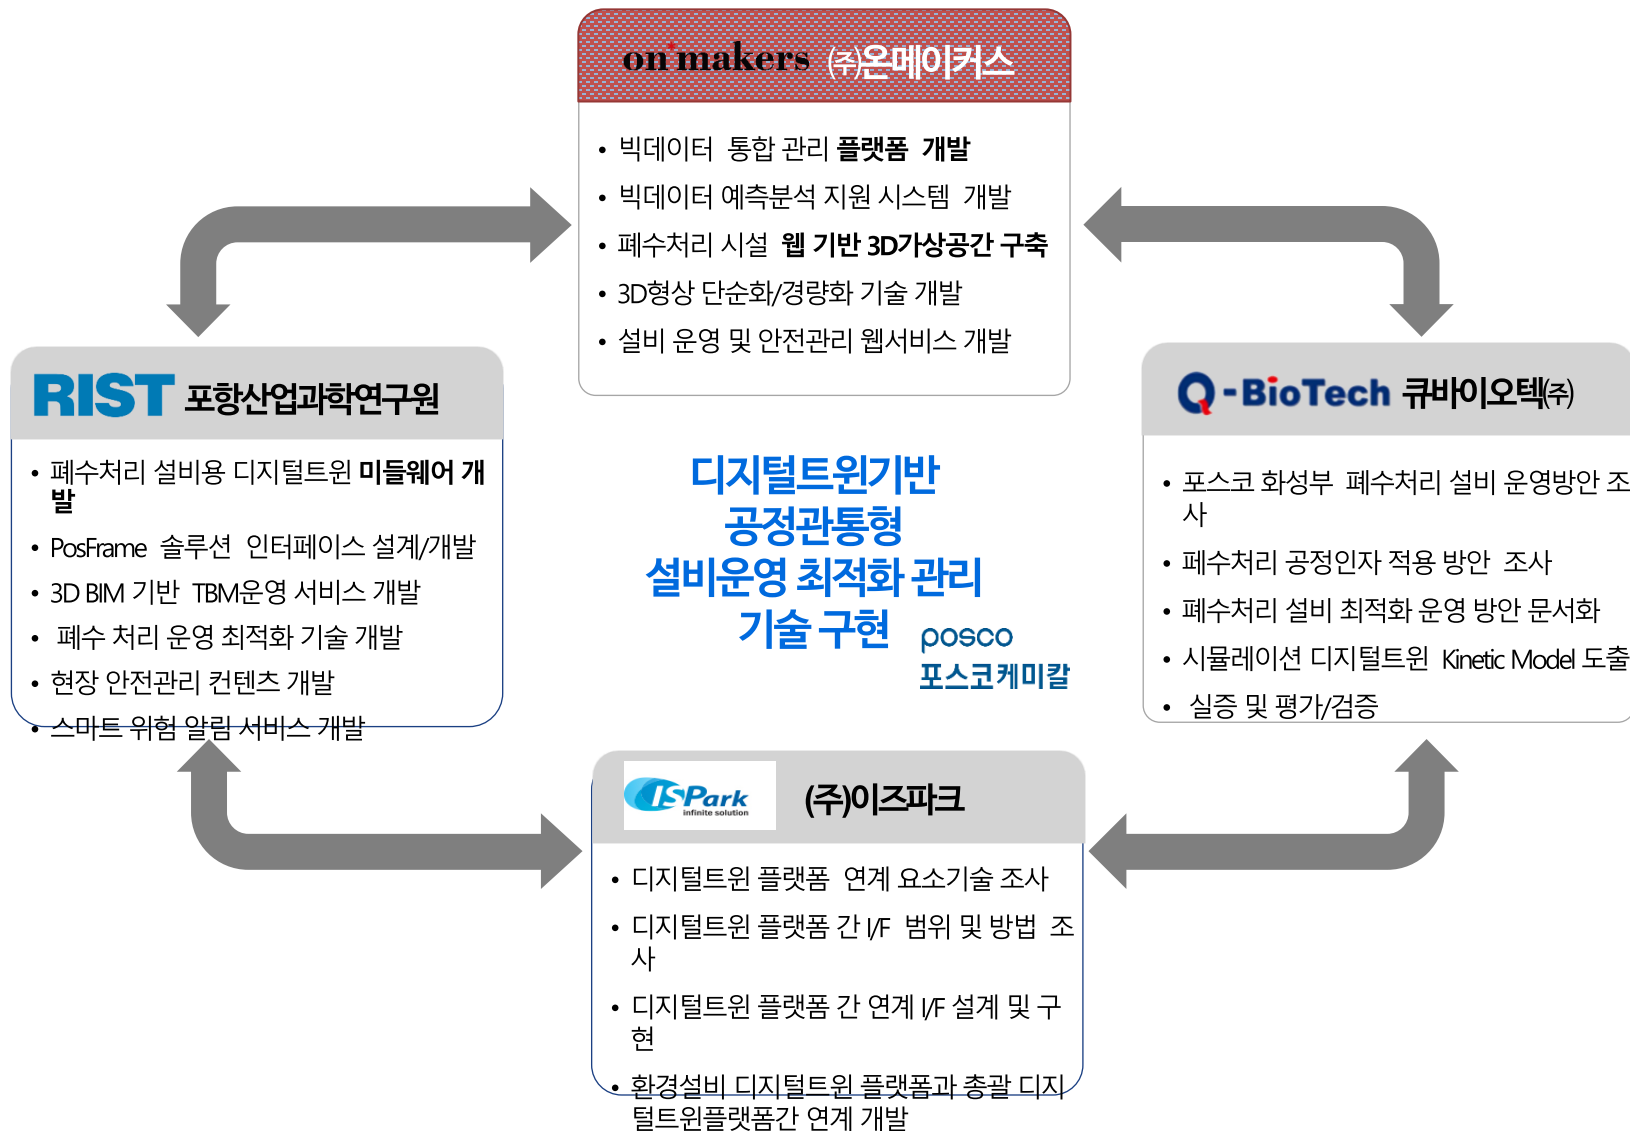 on*makers ㈜온메이커스
• 빅데이터 통합 관리 플랫폼 개발
• 빅데이터 예측분석 지원 시스템 개발
• 폐수처리 시설 웹 기반 3D가상공간 구축
• 3D형상 단순화/경량화 기술 개발
• 설비 운영 및 안전관리 웹서비스 개발
RIST 포항산업과학연구원
• 폐수처리 설비용 디지털트윈 미들웨어 개
발
• PosFrame 솔루션 인터페이스 설계/개발
• 3D BIM 기반 TBM운영 서비스 개발
• 폐수 처리 운영 최적화 기술 개발
• 현장 안전관리 컨텐츠 개발
• 스마트 위험 알림 서비스 개발
디지털트윈기반
공정관통형
설비운영 최적화 관리
기술 구현
posco
포스코케미칼
Q-BioTech 큐바이오텍㈜
• 포스코 화성부 폐수처리 설비 운영방안 조
사
• 페수처리 공정인자 적용 방안 조사
• 폐수처리 설비 최적화 운영 방안 문서화
• 시뮬레이션 디지털트윈 Kinetic Model 도출
• 실증 및 평가/검증
ISPark
infinite solution
(주)이즈파크
• 디지털트윈 플랫폼 연계 요소기술 조사
• 디지털트윈 플랫폼 간 I/F 범위 및 방법 조
사
• 디지털트윈 플랫폼 간 연계 I/F 설계 및 구
현
• 환경설비 디지털트윈 플랫폼과 총괄 디지
털트윈플랫폼간 연계 개발